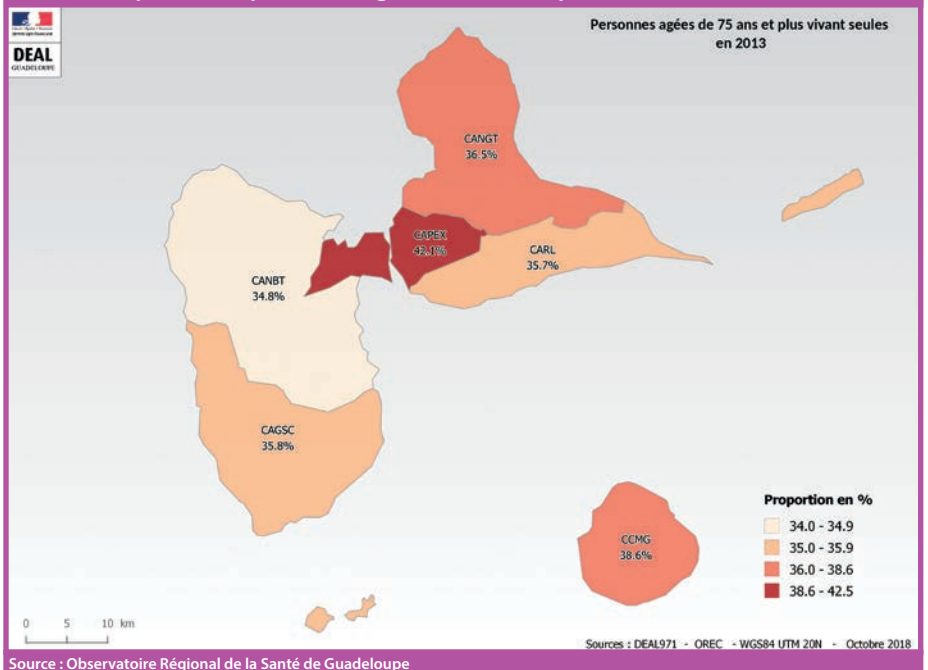 Personnes agées de 75 ans et plus vivant seules
en 2013
DEAL
GUADELOUPE
CANGT
36.5%
CAPEX
42.1%
CARL
35.7%
CANBT
34.8%
CAGSC
35.8%
CCMG
38.6%
Proportion en %
34.0 - 34.9
35.0 - 35.9
36.0 - 38.6
38.6 - 42.5
0 5 10 km
Sources : DEAL971 - OREC - WGS84 UTM 20N - Octobre 2018
Source : Observatoire Régional de la Santé de Guadeloupe